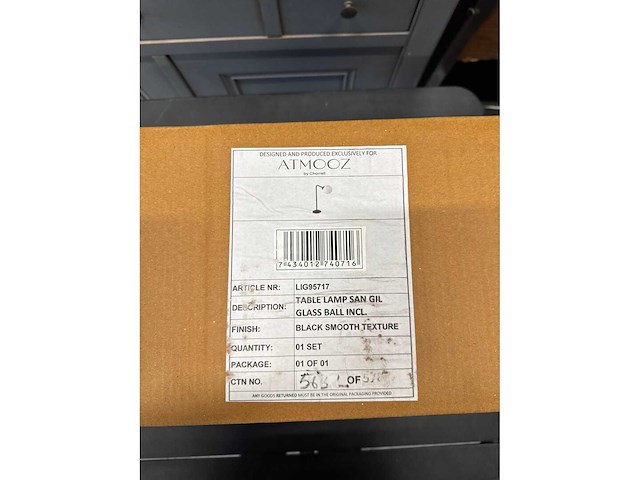 DESIGNED AND PRODUCED EXCLUSIVELY FOR
ATMOOZ
7 434012 740716
ARTICLE NR: LIG95717
DESCRIPTION: TABLE LAMP SAN GIL
GLASS BALL INCL.
FINISH: BLACK SMOOTH TEXTURE
QUANTITY: 01 SET
PACKAGE: 01 OF 01
CTN NO. OF
ANY GOODS RETURNED MUST BE IN THE ORIGINAL PACKAGING PROVIDED